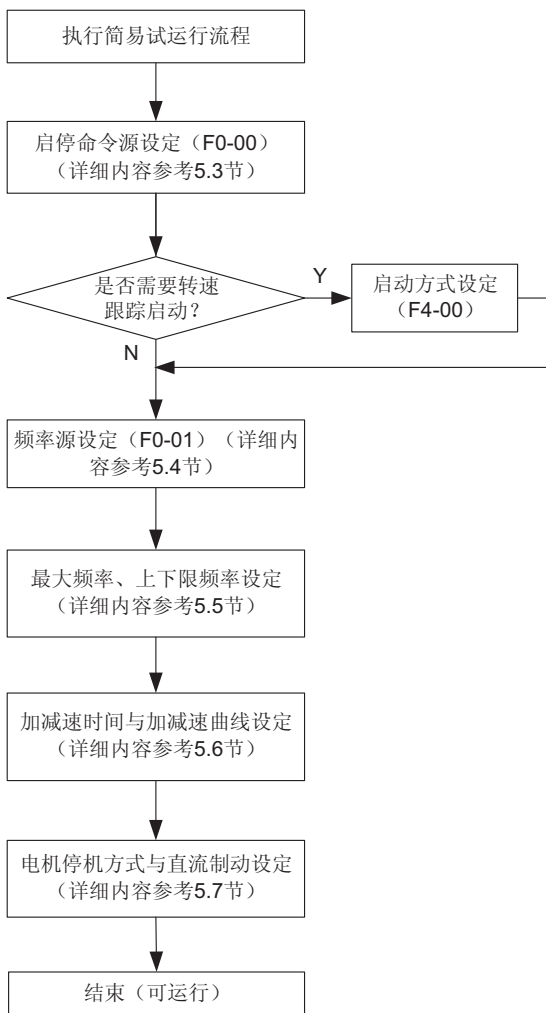 执行简易试运行流程
启停命令源设定（F0-00）
（详细内容参考5.3节）
是否需要转速
跟踪启动？
Y
启动方式设定
（F4-00）
N
频率源设定（F0-01）（详细内
容参考5.4节）
最大频率、上下限频率设定
（详细内容参考5.5节）
加减速时间与加减速曲线设定
（详细内容参考5.6节）
电机停机方式与直流制动设定
（详细内容参考5.7节）
结束（可运行）